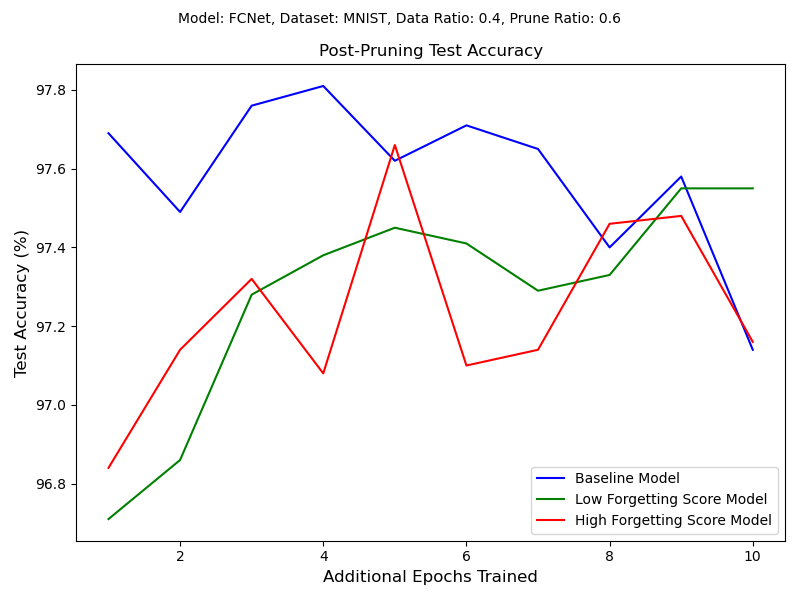 Model: FCNet, Dataset: MNIST, Data Ratio: 0.4, Prune Ratio: 0.6
Post-Pruning Test Accuracy
97.8
97.6
97.4
97.2
97.0
96.8
Test Accuracy (%)
Baseline Model
Low Forgetting Score Model
High Forgetting Score Model
2 4 6 8 10
Additional Epochs Trained